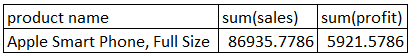 product name sum(sales) sum(profit)
Apple Smart Phone, Full Size 86935.7786 5921.5786